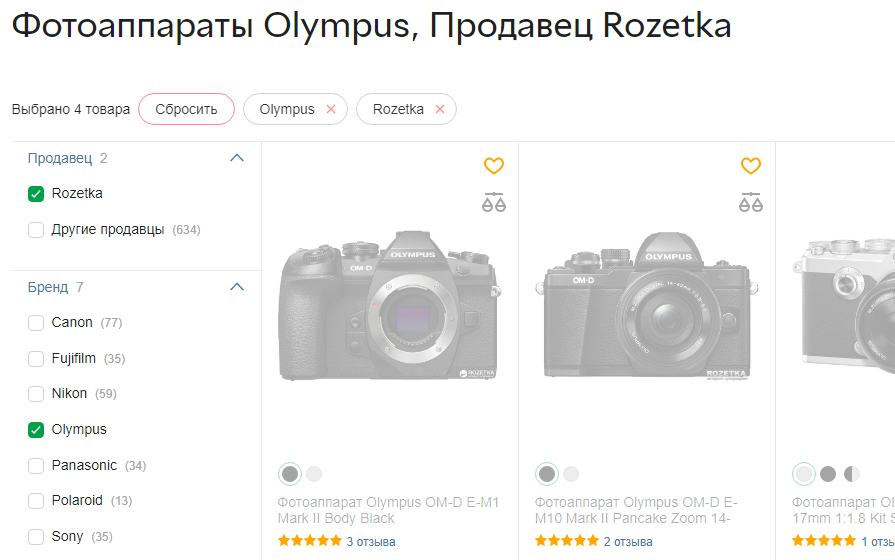 Фотоаппараты Olympus, Продавец Rozetka
Выбрано 4 товара
Сбросить
Olympus
Rozetka
Продавец 2
Rozetka
Другие продавцы (634)
Бренд 7
Canon (77)
Fujifilm (35)
Nikon (59)
Olympus
Panasonic (34)
Polaroid (13)
Sony (35)
OLYMPUS
OM-D
ROZETKA
Фотоаппарат Olympus OM-D E-M1
Mark II Body Black
3 отзыва
OLYMPUS
OM-D
ROZETKA
Фотоаппарат Olympus OM-D E-
M10 Mark II Pancake Zoom 14-
2 отзыва
Фотоаппарат Ol
17mm 1:1.8 Kit S
1 отзы